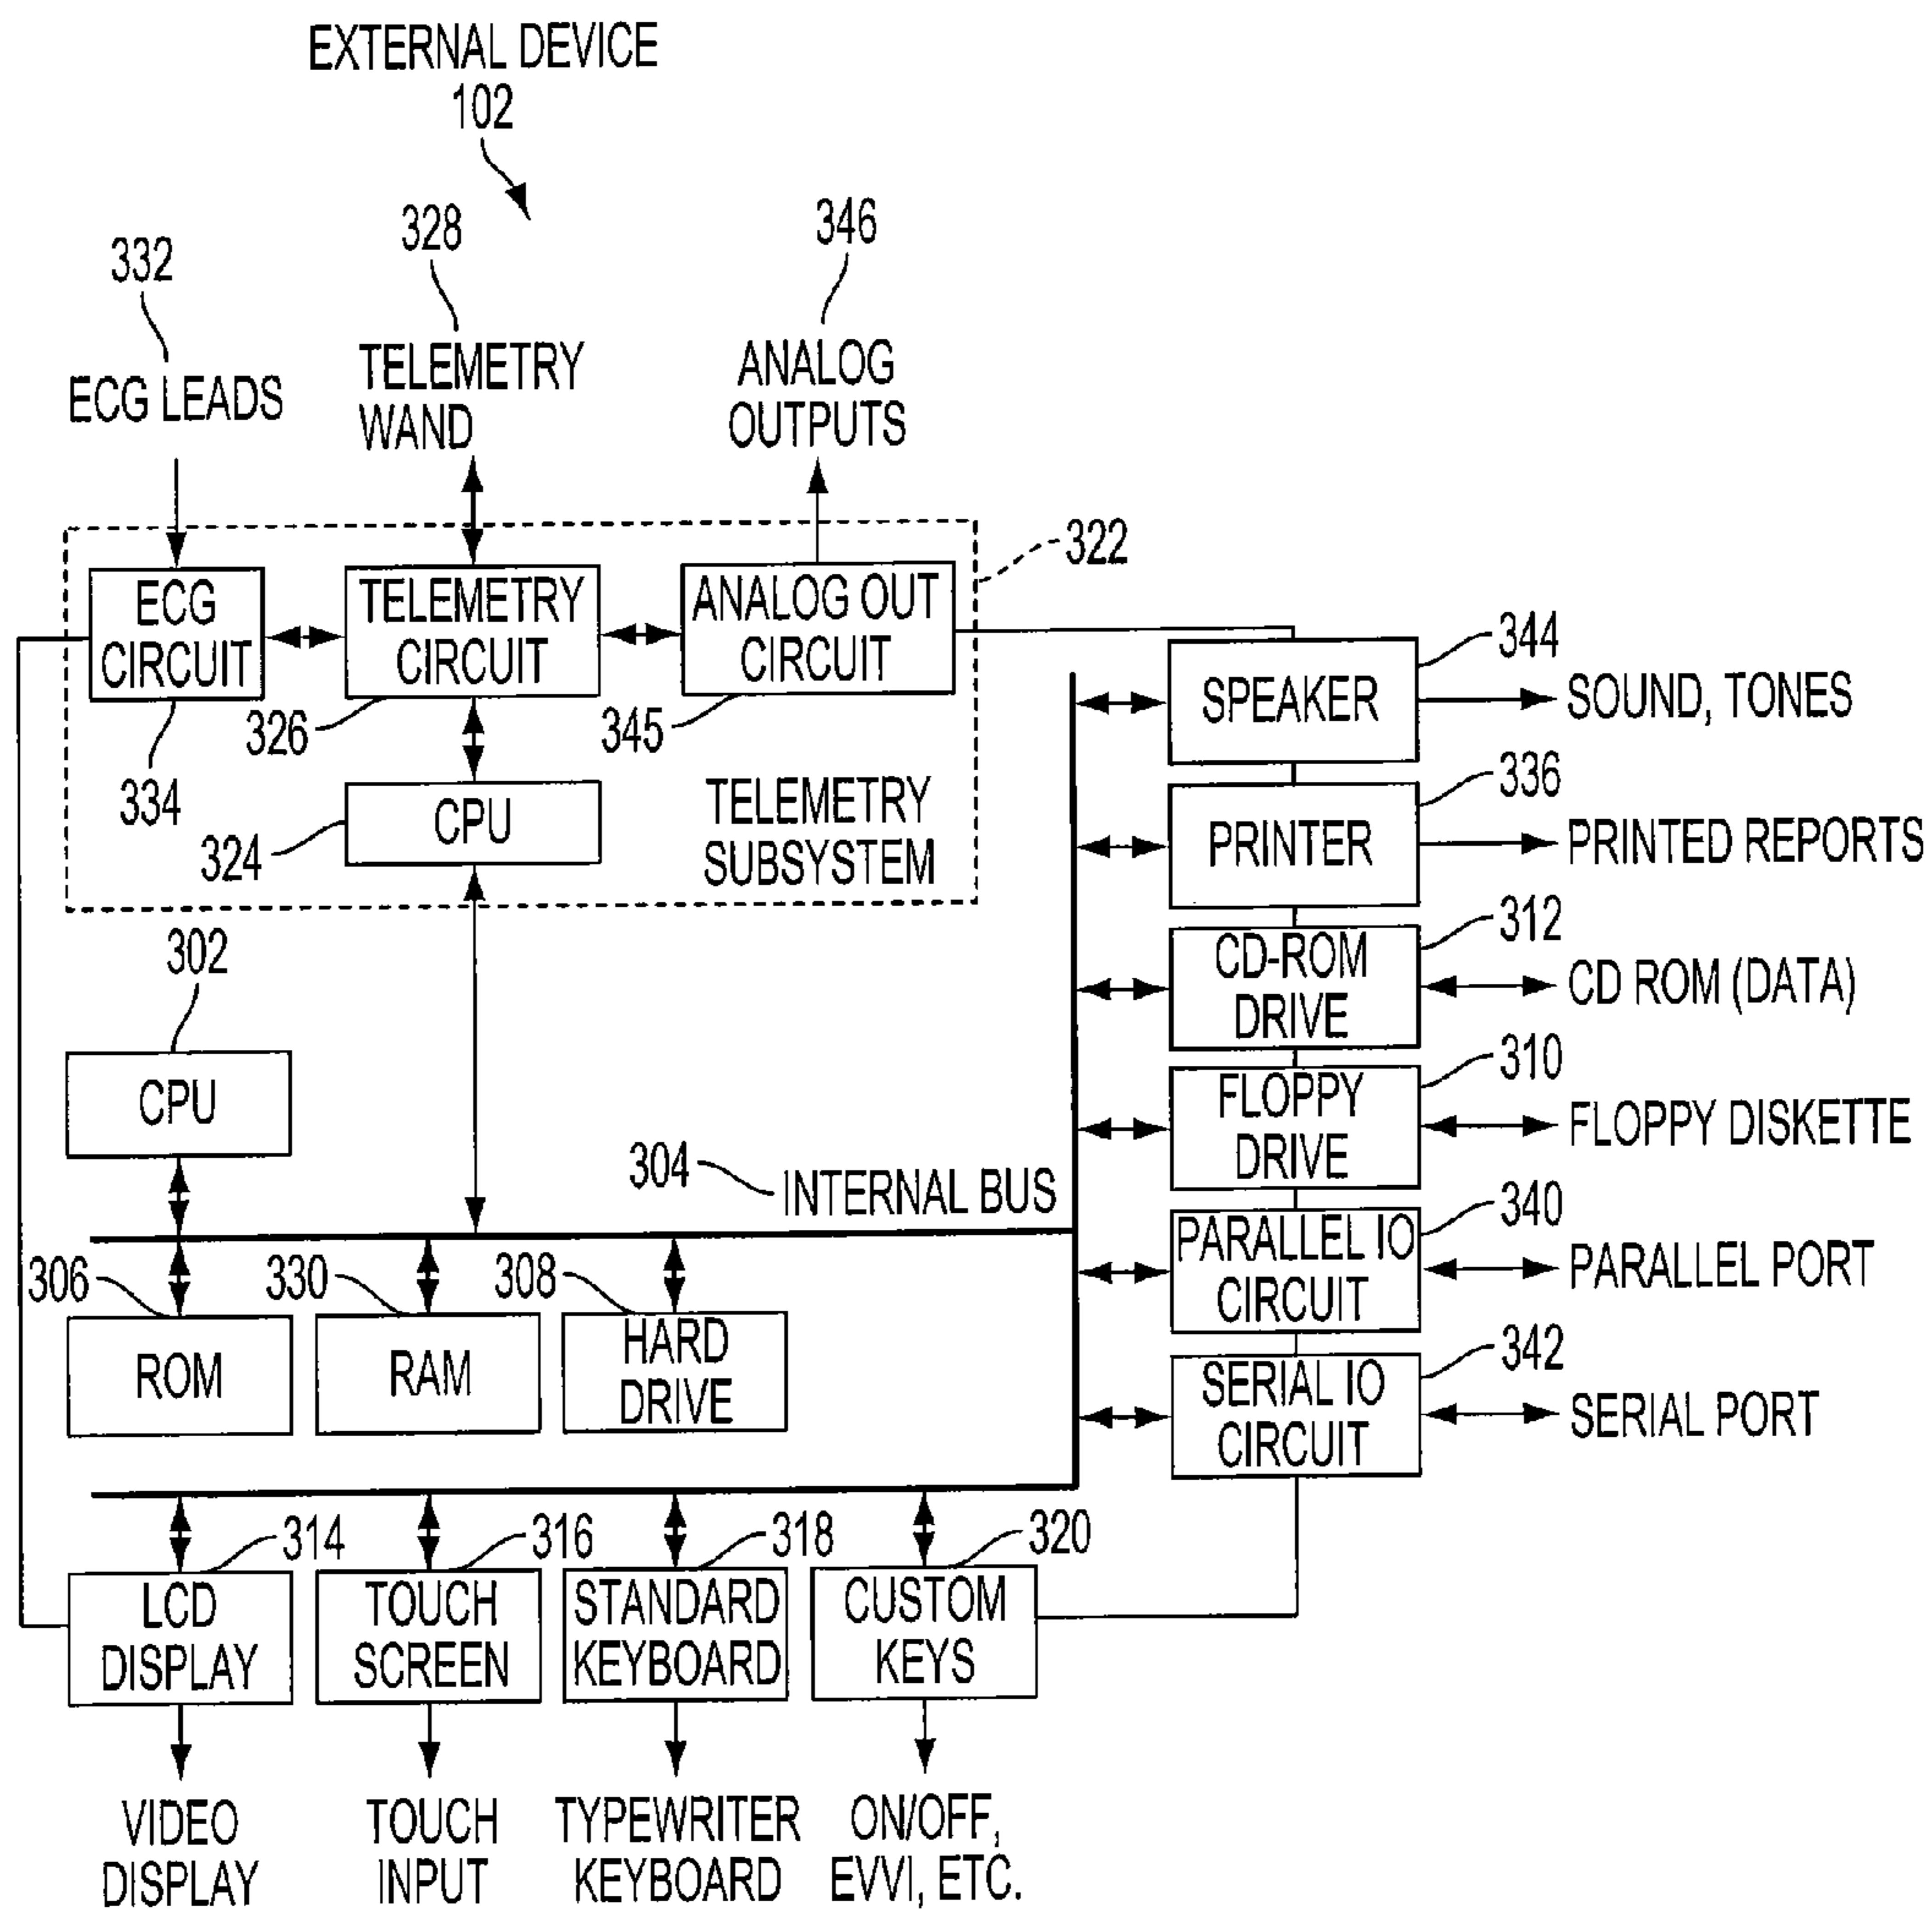 EXTERNAL DEVICE
102
328
346
332
TELEMETRY
WAND
ANALOG
OUTPUTS
ECG LEADS
322
ECG
CIRCUIT
TELEMETRY
CIRCUIT
ANALOG OUT
CIRCUIT
344
SPEAKER
SOUND, TONES
334
326
345
324
CPU
TELEMETRY
SUBSYSTEM
336
PRINTER
PRINTED REPORTS
312
CD-ROM
DRIVE
CD ROM (DATA)
302
CPU
310
FLOPPY
DRIVE
FLOPPY DISKETTE
304
INTERNAL BUS
340
PARALLEL IO
CIRCUIT
PARALLEL PORT
306
330
308
ROM
RAM
HARD
DRIVE
342
SERIAL IO
CIRCUIT
SERIAL PORT
314
316
318
320
LCD
DISPLAY
TOUCH
SCREEN
STANDARD
KEYBOARD
CUSTOM
KEYS
VIDEO
DISPLAY
TOUCH
INPUT
TYPEWRITER
KEYBOARD
ON/OFF,
EVVI, ETC.